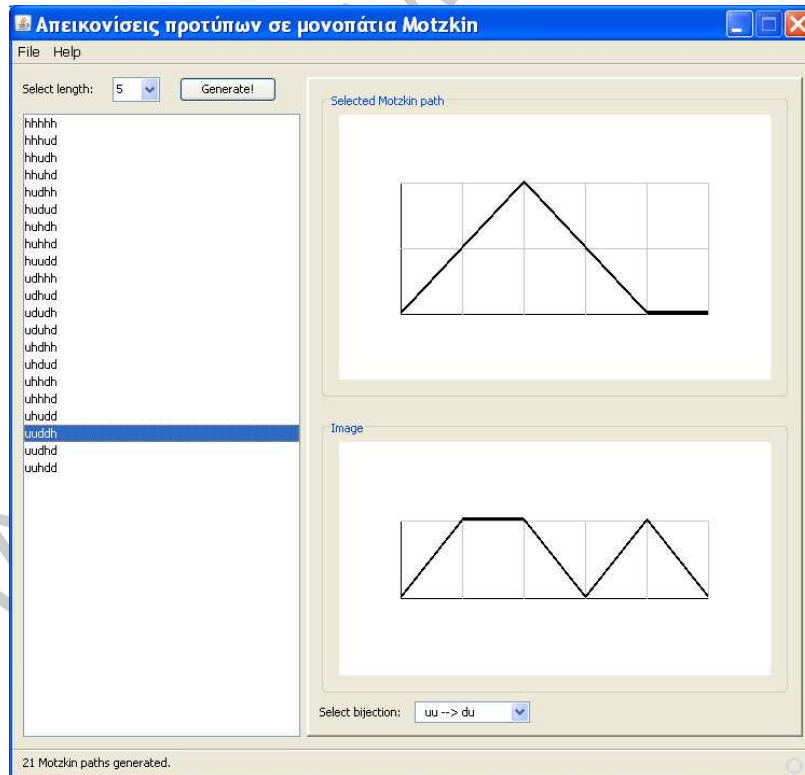 Απεικονίσεις προτύπων σε μονοπάτια Motzkin
File Help
Select length: 5 Generate!
hhhhh
hhhud
hhudh
hhuhd
hudhh
hudud
huhdh
huhhd
huudd
udhhh
udhud
ududh
uduhd
uhdhh
uhdud
uhhdh
uhhhd
uhudd
uuddh
uudhd
uuhdd
Selected Motzkin path
Image
Select bijection: uu --> du
21 Motzkin paths generated.